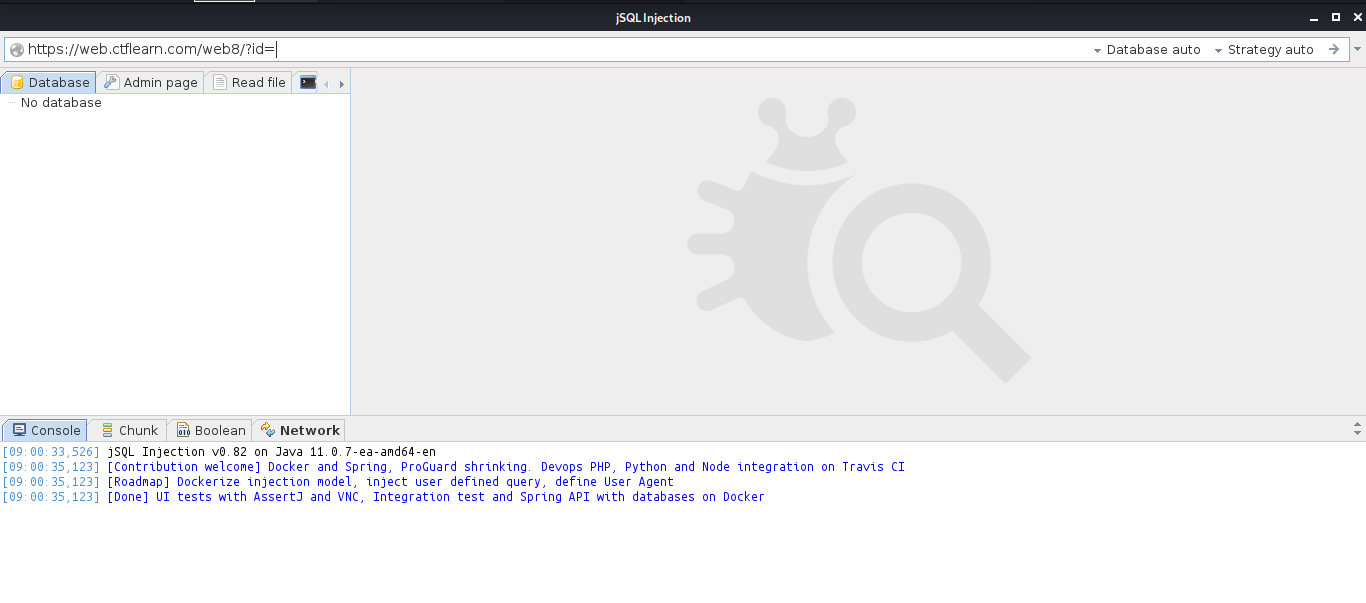 jSQL Injection
https://web.ctflearn.com/web8/?id= Database auto Strategy auto
Database Admin page Read file
No database
Console Chunk Boolean Network
[09:00:33,526] jSQL Injection v0.82 on Java 11.0.7-ea-amd64-en
[09:00:35,123] [Contribution welcome] Docker and Spring, ProGuard shrinking. Devops PHP, Python and Node integration on Travis CI
[09:00:35,123] [Roadmap] Dockerize injection model, inject user defined query, define User Agent
[09:00:35,123] [Done] UI tests with AssertJ and VNC, Integration test and Spring API with databases on Docker